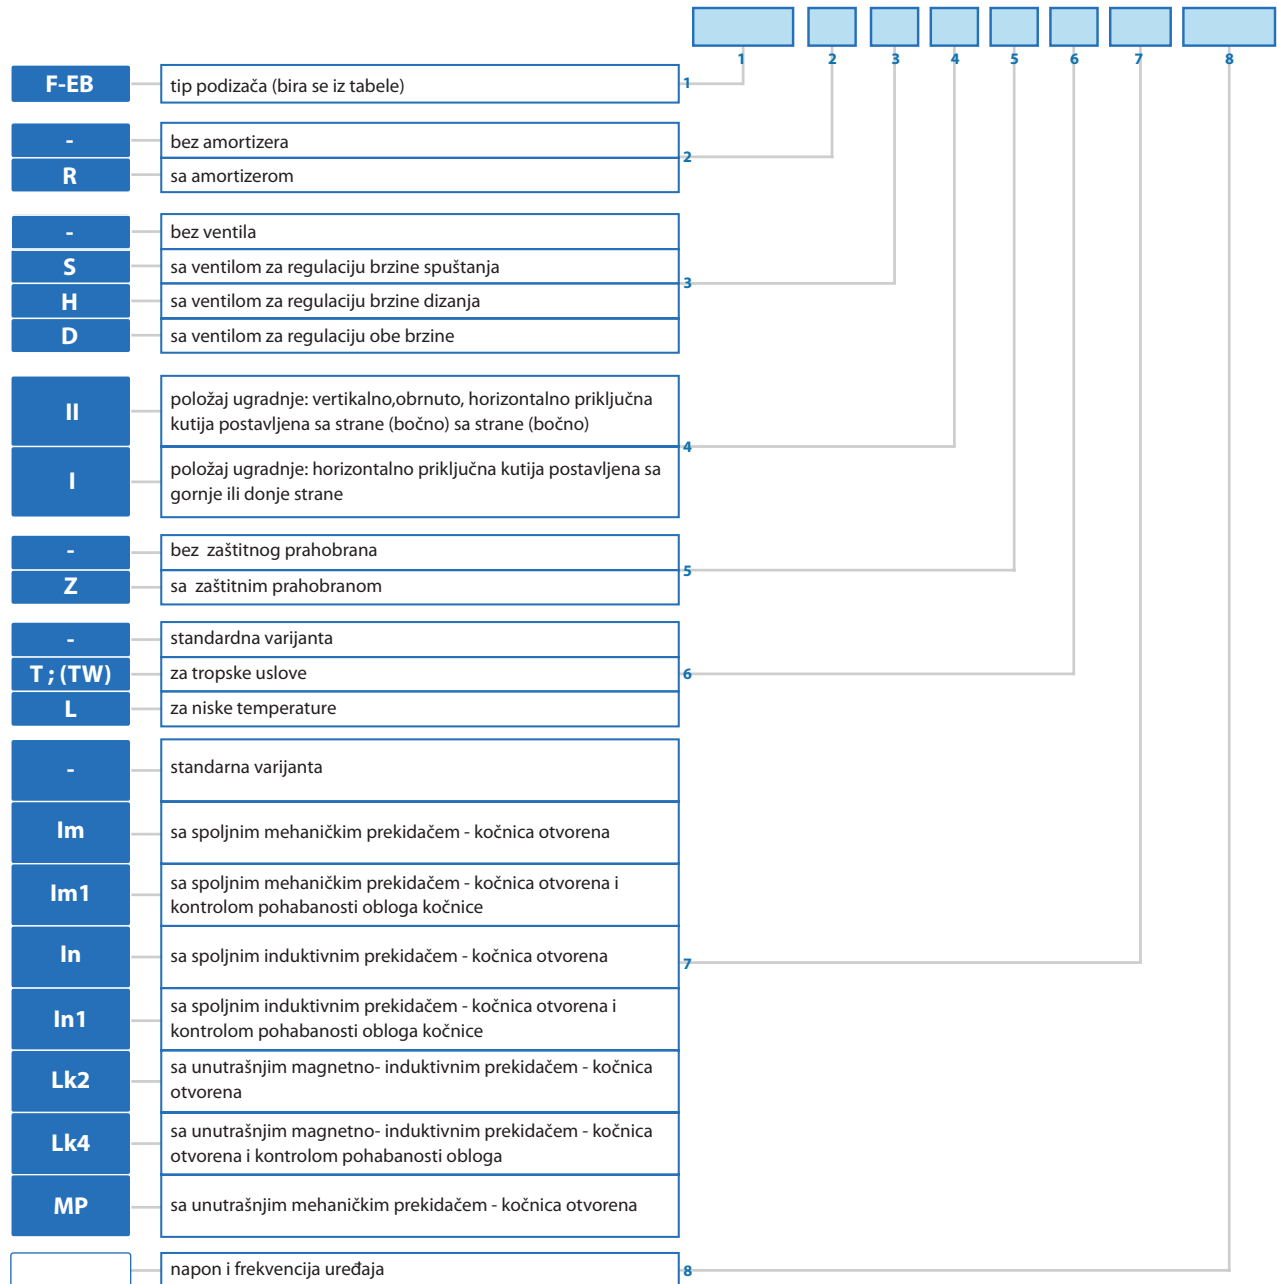 1 2 3 4 5 6 7 8
F-EB tip podizača (bira se iz tabele) 1
- bez amortizera
2
R sa amortizerom
- bez ventila
S sa ventilom za regulaciju brzine spuštanja
3
H sa ventilom za regulaciju brzine dizanja
D sa ventilom za regulaciju obe brzine
II položaj ugradnje: vertikalno,obrnuto, horizontalno priključna
kutija postavljena sa strane (bočno) sa strane (bočno)
4
I položaj ugradnje: horizontalno priključna kutija postavljena sa
gornje ili donje strane
- bez zaštitnog prahobrana
5
Z sa zaštitnim prahobranom
- standardna varijanta
T ; (TW) za tropske uslove 6
L za niske temperature
- standarna varijanta
Im sa spoljnim mehaničkim prekidačem - kočnica otvorena
Im1 sa spoljnim mehaničkim prekidačem - kočnica otvorena i
kontrolom pohabanosti obloga kočnice
In sa spoljnim induktivnim prekidačem - kočnica otvorena 7
In1 sa spoljnim induktivnim prekidačem - kočnica otvorena i
kontrolom pohabanosti obloga kočnice
Lk2 sa unutrašnjim magnetno- induktivnim prekidačem - kočnica
otvorena
Lk4 sa unutrašnjim magnetno- induktivnim prekidačem - kočnica
otvorena i kontrolom pohabanosti obloga
MP sa unutrašnjim mehaničkim prekidačem - kočnica otvorena
napon i frekvencija uređaja 8